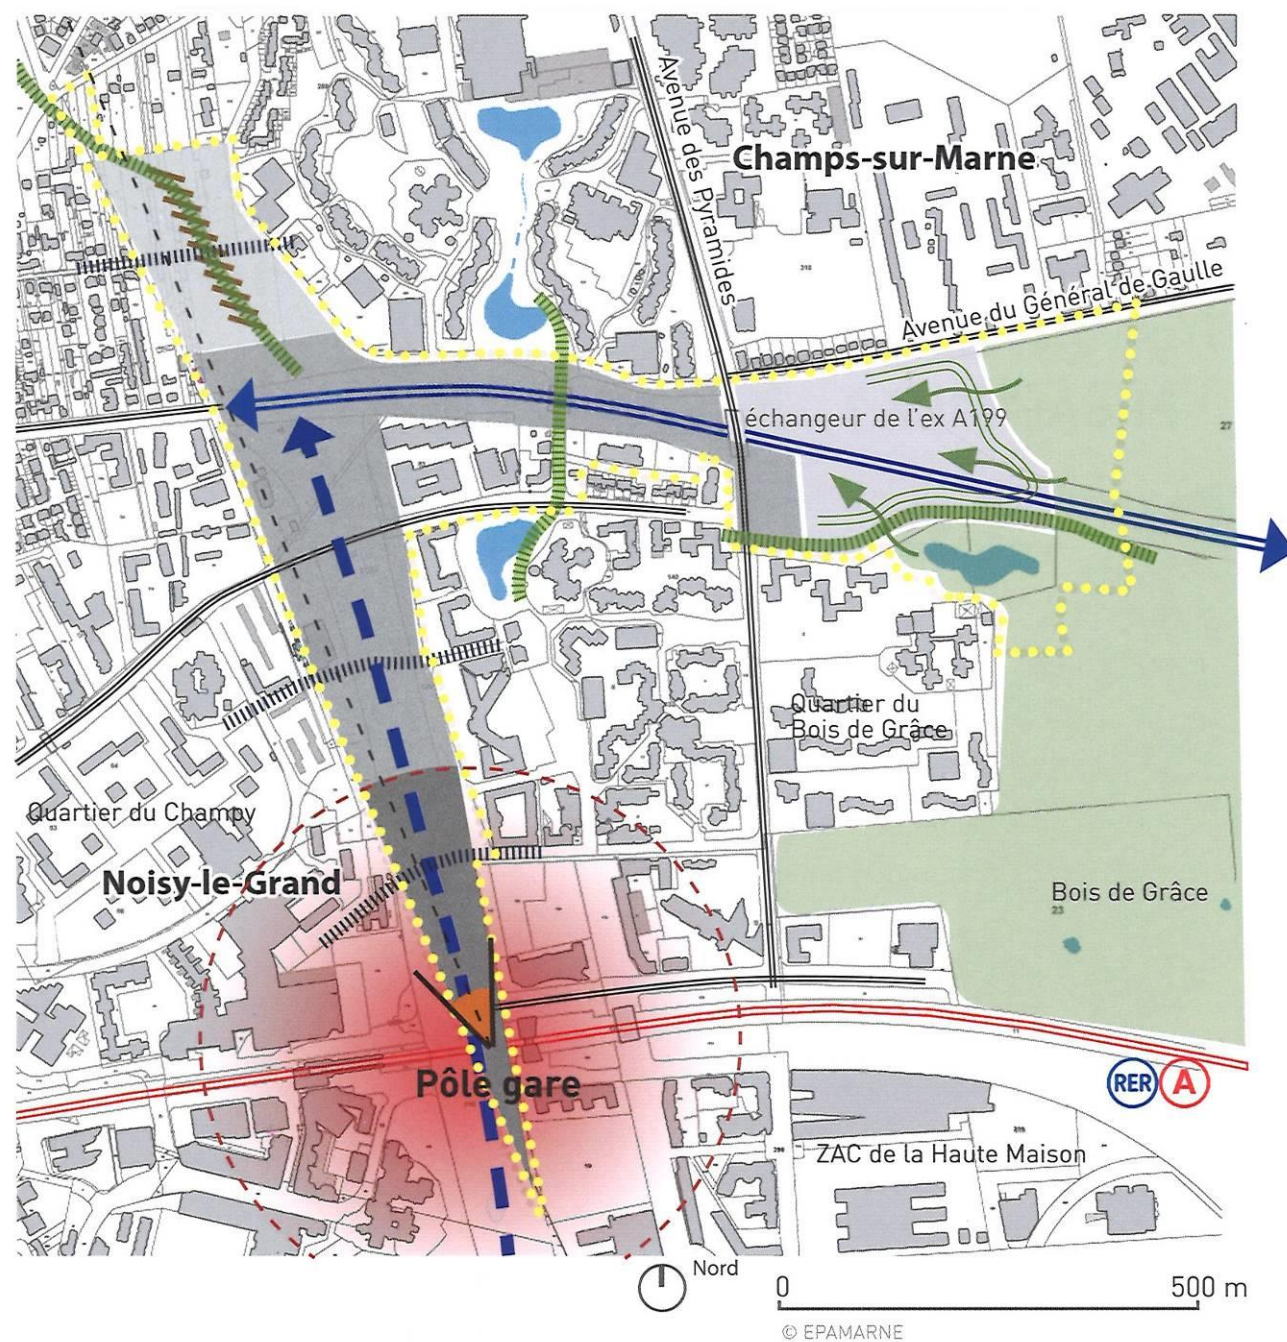 Avenue des Pyramides
Champs-sur-Marne
Avenue du Général de Gaulle
échangeur de l'ex A199
27
Quartier du
Bois de Grâce
Quartier du Champy
Noisy-le-Grand
Bois de Grâce
23
Pôle gare
RER A
ZAC de la Haute Maison
Nord
0 500 m
© EPAMARNE